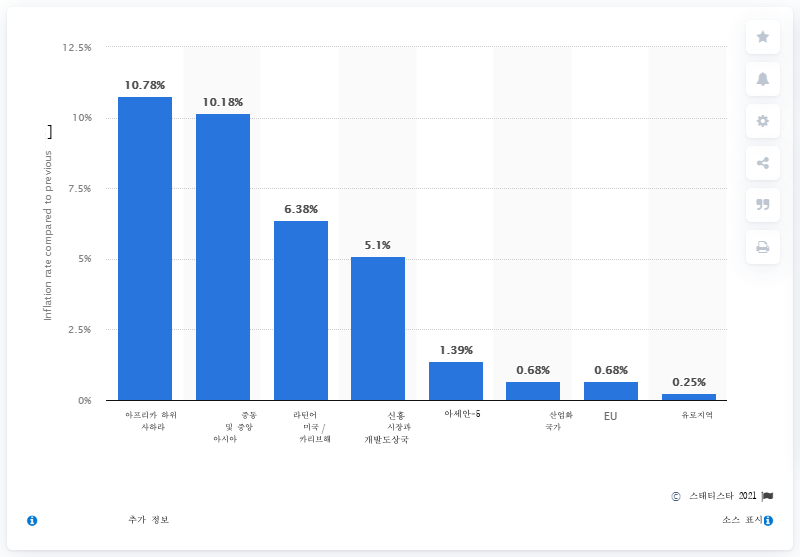 12.5%
10%
7.5%
5%
2.5%
0%
Inflation rate compared to previous ]
10.78%
10.18%
6.38%
5.1%
1.39%
0.68%
0.68%
0.25%
아프리카 하위
사하라
중동
및 중앙
아시아
라틴어
미국 /
카리브해
신흥
시장과
개발도상국
아세안-5
산업화
국가
EU
유로지역
© 스태티스타 2021
추가 정보
소스 표시